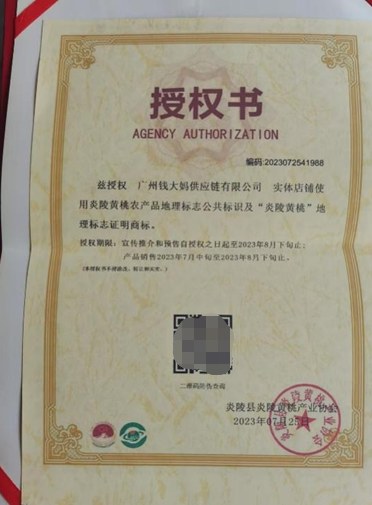 授权书
AGENCY AUTHORIZATION
编码:2023072541988
兹授权 广州钱大妈供应链有限公司 实体店铺使
用炎陵黄桃农产品地理标志公共标识及“炎陵黄桃”地
理标志证明商标。
授权期限：宣传推介和预售自授权之日起至2023年8月下旬止。
产品销售2023年7月中旬至2023年8月下旬止。
二维码防伪查阅
炎陵县炎陵黄桃产业协会
2023年07月25日